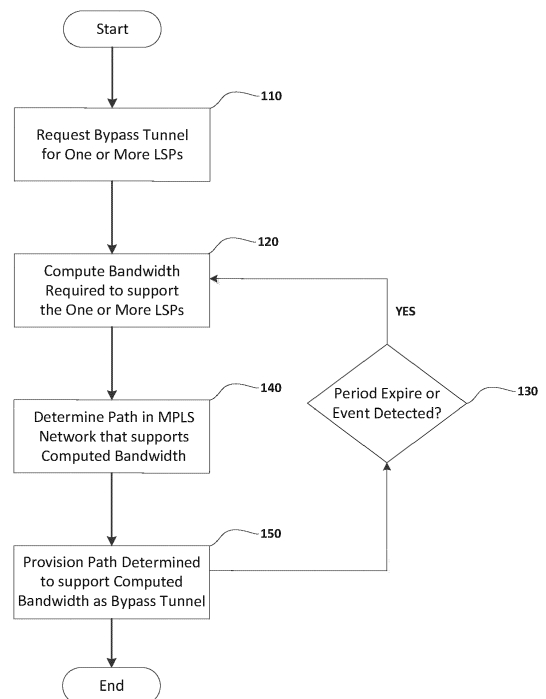 Start
110
Request Bypass Tunnel
for One or More LSPs
120
Compute Bandwidth
Required to support
the One or More LSPs
YES
Period Expire or
Event Detected?
130
140
Determine Path in MPLS
Network that supports
Computed Bandwidth
150
Provision Path Determined
to support Computed
Bandwidth as Bypass Tunnel
End